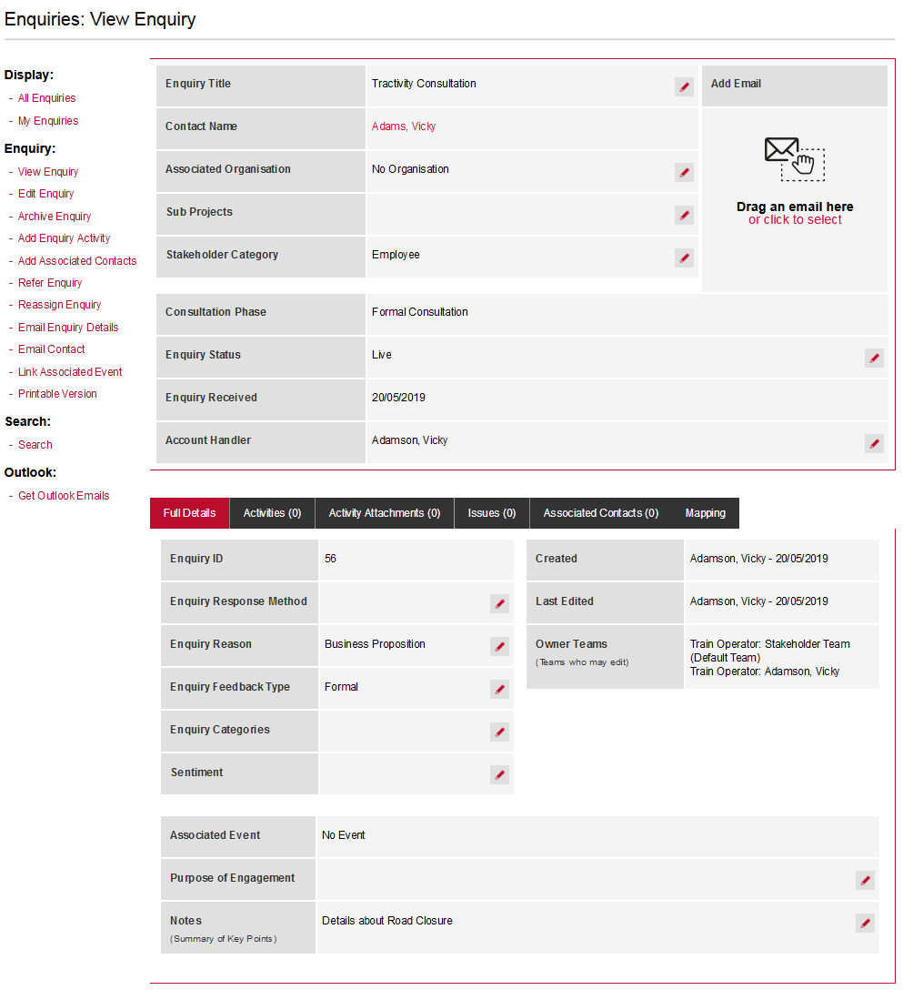 Enquiries: View Enquiry
Display:
- All Enquiries
- My Enquiries
Enquiry:
- View Enquiry
- Edit Enquiry
- Archive Enquiry
- Add Enquiry Activity
- Add Associated Contacts
- Refer Enquiry
- Reassign Enquiry
- Email Enquiry Details
- Email Contact
- Link Associated Event
- Printable Version
Search:
- Search
Outlook:
- Get Outlook Emails
Enquiry Title Tractivity Consultation
Contact Name Adams, Vicky
Associated Organisation No Organisation
Sub Projects
Stakeholder Category Employee
Add Email
Drag an email here
or click to select
Consultation Phase Formal Consultation
Enquiry Status Live
Enquiry Received 20/05/2019
Account Handler Adamson, Vicky
Full Details Activities (0) Activity Attachments (0) Issues (0) Associated Contacts (0) Mapping
Enquiry ID 56
Enquiry Response Method
Enquiry Reason Business Proposition
Enquiry Feedback Type Formal
Enquiry Categories
Sentiment
Created Adamson, Vicky - 20/05/2019
Last Edited Adamson, Vicky - 20/05/2019
Owner Teams Train Operator: Stakeholder Team
(Teams who may edit) (Default Team)
Train Operator: Adamson, Vicky
Associated Event No Event
Purpose of Engagement
Notes Details about Road Closure
(Summary of Key Points)